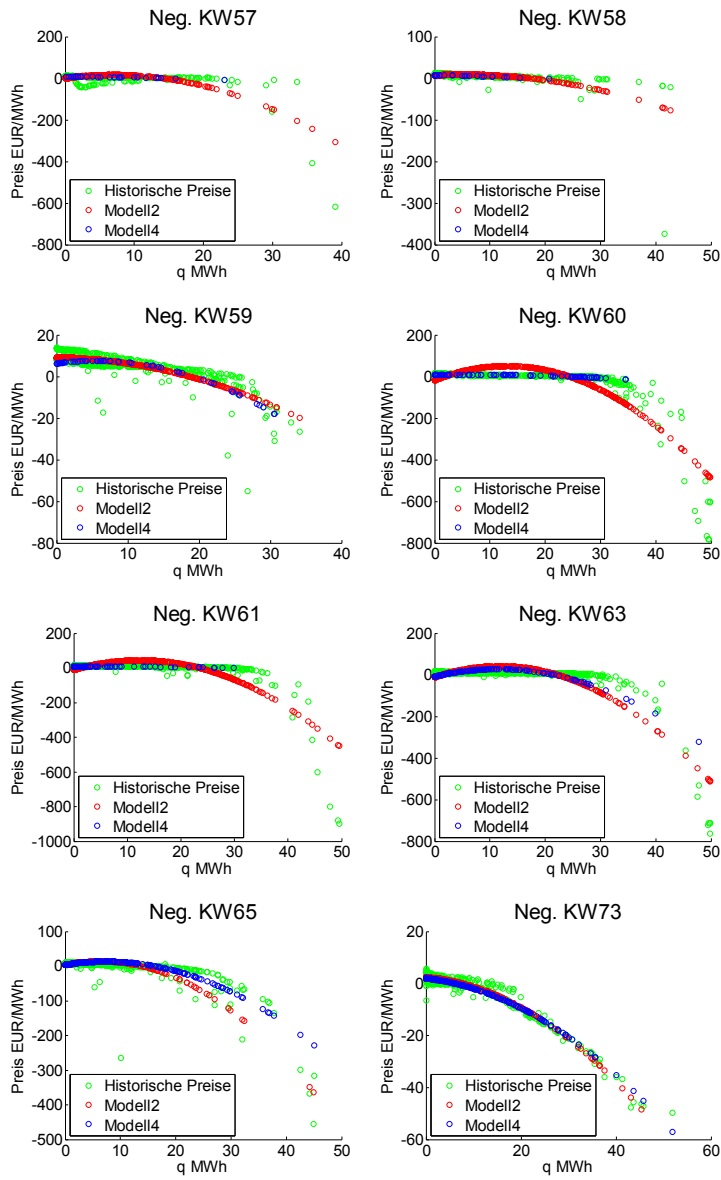 Neg. KW57
Preis EUR/MWh
200
0
-200
-400
-600
-800
Historische Preise
Modell2
Modell4
0 10 20 30 40
q MWh
Neg. KW58
Preis EUR/MWh
100
0
-100
-200
-300
-400
Historische Preise
Modell2
Modell4
0 10 20 30 40 50
q MWh
Neg. KW59
Preis EUR/MWh
20
0
-20
-40
-60
-80
Historische Preise
Modell2
Modell4
0 10 20 30 40
q MWh
Neg. KW60
Preis EUR/MWh
200
0
-200
-400
-600
-800
Historische Preise
Modell2
Modell4
0 10 20 30 40 50
q MWh
Neg. KW61
Preis EUR/MWh
200
0
-200
-400
-600
-800
-1000
Historische Preise
Modell2
Modell4
0 10 20 30 40 50
q MWh
Neg. KW63
Preis EUR/MWh
200
0
-200
-400
-600
-800
Historische Preise
Modell2
Modell4
0 10 20 30 40 50
q MWh
Neg. KW65
Preis EUR/MWh
100
0
-100
-200
-300
-400
-500
Historische Preise
Modell2
Modell4
0 10 20 30 40 50
q MWh
Neg. KW73
Preis EUR/MWh
20
0
-20
-40
-60
Historische Preise
Modell2
Modell4
0 20 40 60
q MWh